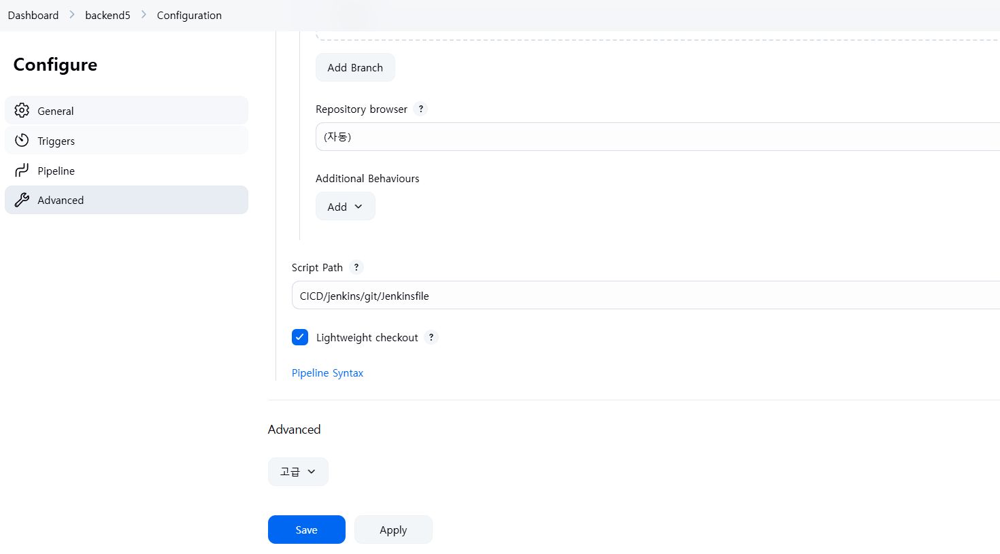 Dashboard > backend5 > Configuration
Configure
General
Triggers
Pipeline
Advanced
Add Branch
Repository browser ?
(자동)
Additional Behaviours
Add
Script Path ?
CICD/jenkins/git/Jenkinsfile
Lightweight checkout ?
Pipeline Syntax
Advanced
고급
Save
Apply